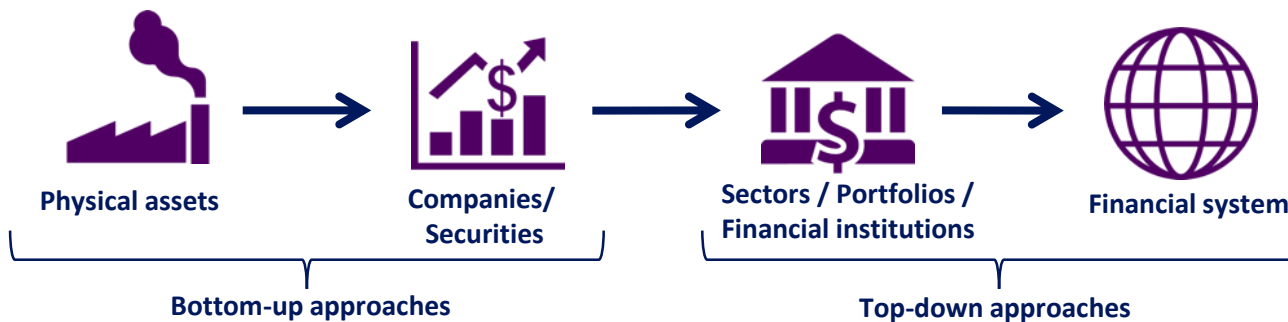 $
$
Physical assets
Companies/
Securities
Sectors / Portfolios /
Financial institutions
Financial system
Bottom-up approaches
Top-down approaches